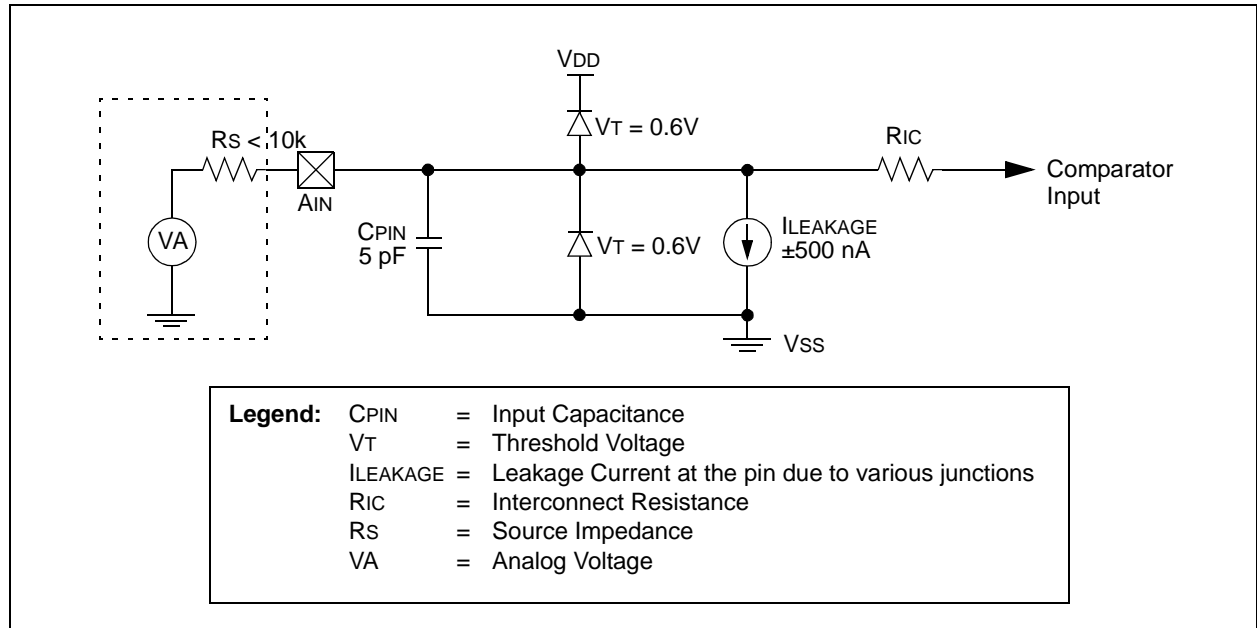 VDD
VT = 0.6V
RS < 10k
RIC
AIN
Comparator
Input
CPIN
5 pF
VA
VT = 0.6V
ILEAKAGE
±500 nA
VSS
Legend: CPIN = Input Capacitance
VT = Threshold Voltage
ILEAKAGE = Leakage Current at the pin due to various junctions
RIC = Interconnect Resistance
RS = Source Impedance
VA = Analog Voltage